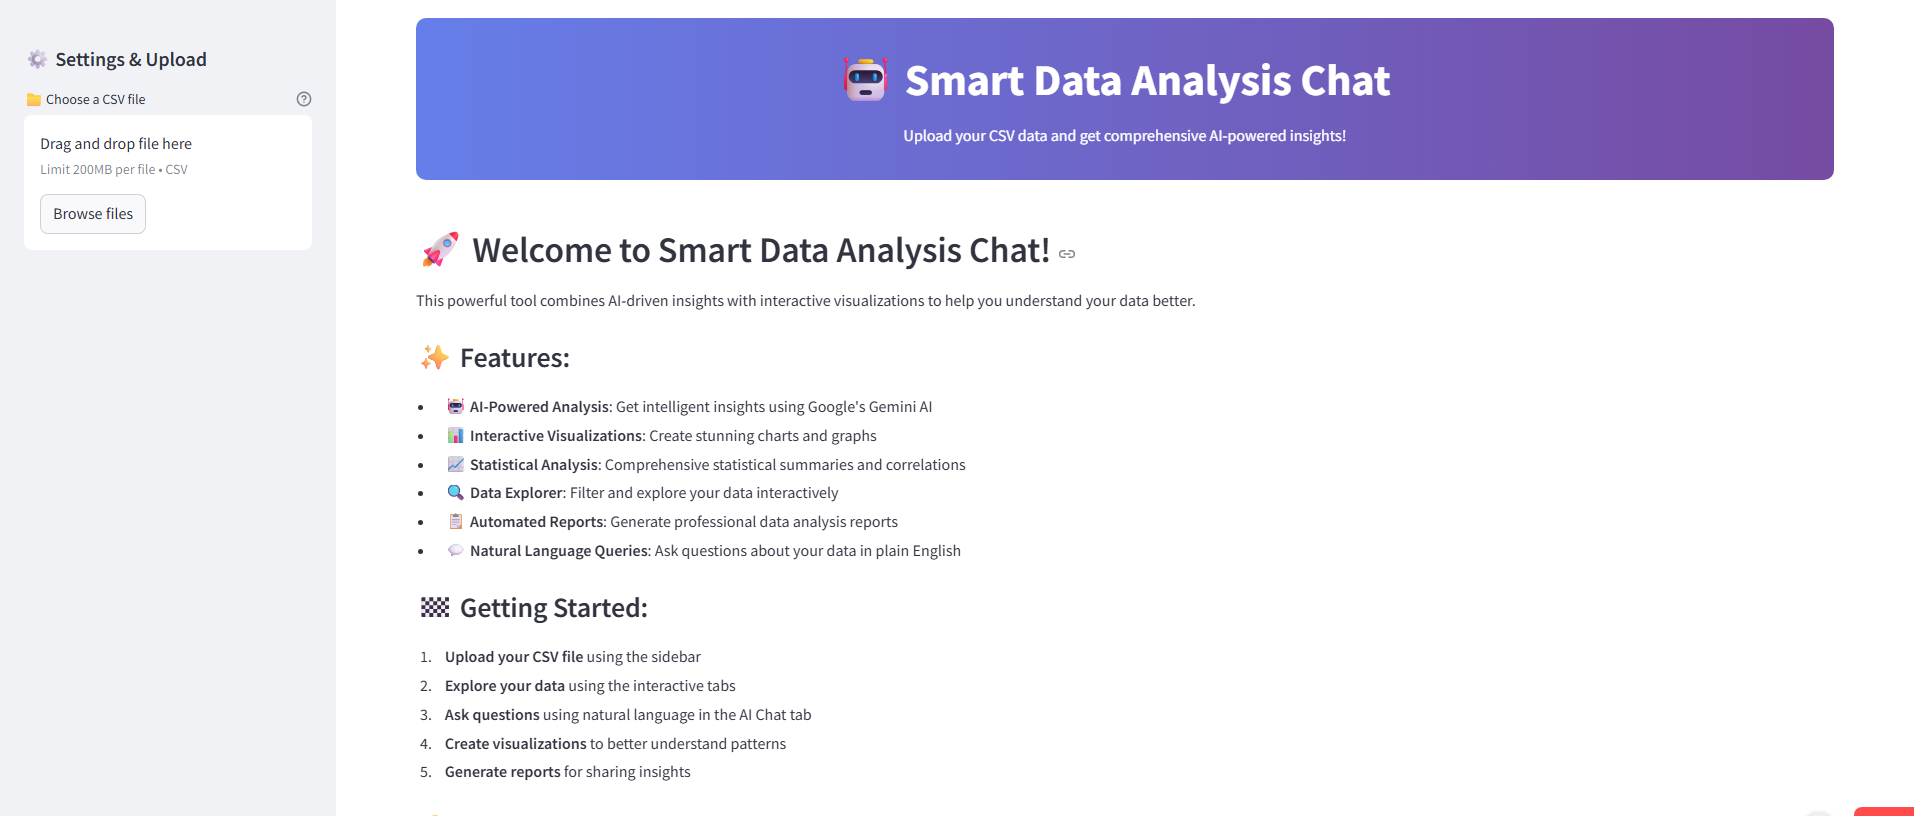 Settings & Upload
Choose a CSV file
Drag and drop file here
Limit 200MB per file • CSV
Browse files
Smart Data Analysis Chat
Upload your CSV data and get comprehensive AI-powered insights!
Welcome to Smart Data Analysis Chat!
This powerful tool combines AI-driven insights with interactive visualizations to help you understand your data better.
Features:
• AI-Powered Analysis: Get intelligent insights using Google's Gemini AI
• Interactive Visualizations: Create stunning charts and graphs
• Statistical Analysis: Comprehensive statistical summaries and correlations
• Data Explorer: Filter and explore your data interactively
• Automated Reports: Generate professional data analysis reports
• Natural Language Queries: Ask questions about your data in plain English
Getting Started:
1. Upload your CSV file using the sidebar
2. Explore your data using the interactive tabs
3. Ask questions using natural language in the AI Chat tab
4. Create visualizations to better understand patterns
5. Generate reports for sharing insights